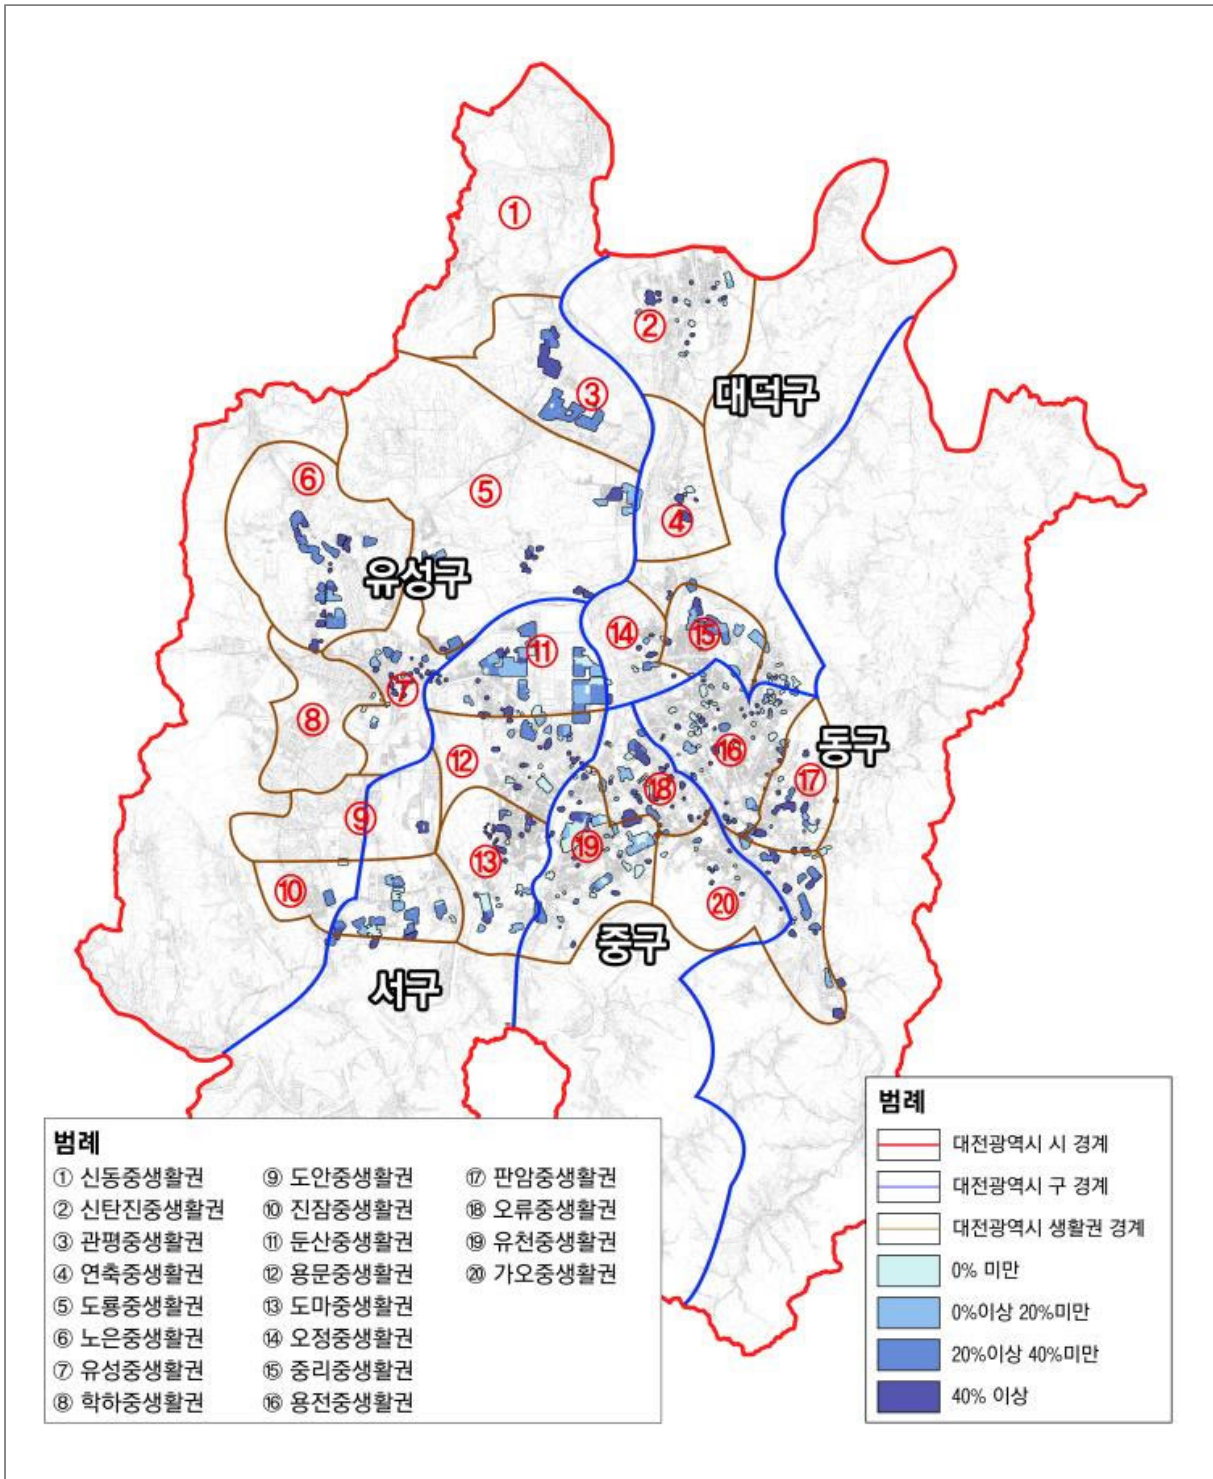 ①
②
대덕구
③
⑥
⑤
④
유성구
⑭
⑮
⑪
⑦
⑧
⑫
⑯
동구
⑰
⑱
⑨
⑲
⑬
⑩
⑳
중구
서구
범례
① 신동중생활권
② 신탄진중생활권
③ 관평중생활권
④ 연축중생활권
⑤ 도룡중생활권
⑥ 노은중생활권
⑦ 유성중생활권
⑧ 학하중생활권
⑨ 도안중생활권
⑩ 진잠중생활권
⑪ 둔산중생활권
⑫ 용문중생활권
⑬ 도마중생활권
⑭ 오정중생활권
⑮ 중리중생활권
⑯ 용전중생활권
⑰ 판암중생활권
⑱ 오류중생활권
⑲ 유천중생활권
⑳ 가오중생활권
범례
대전광역시 시 경계
대전광역시 구 경계
대전광역시 생활권 경계
0% 미만
0%이상 20%미만
20%이상 40%미만
40% 이상